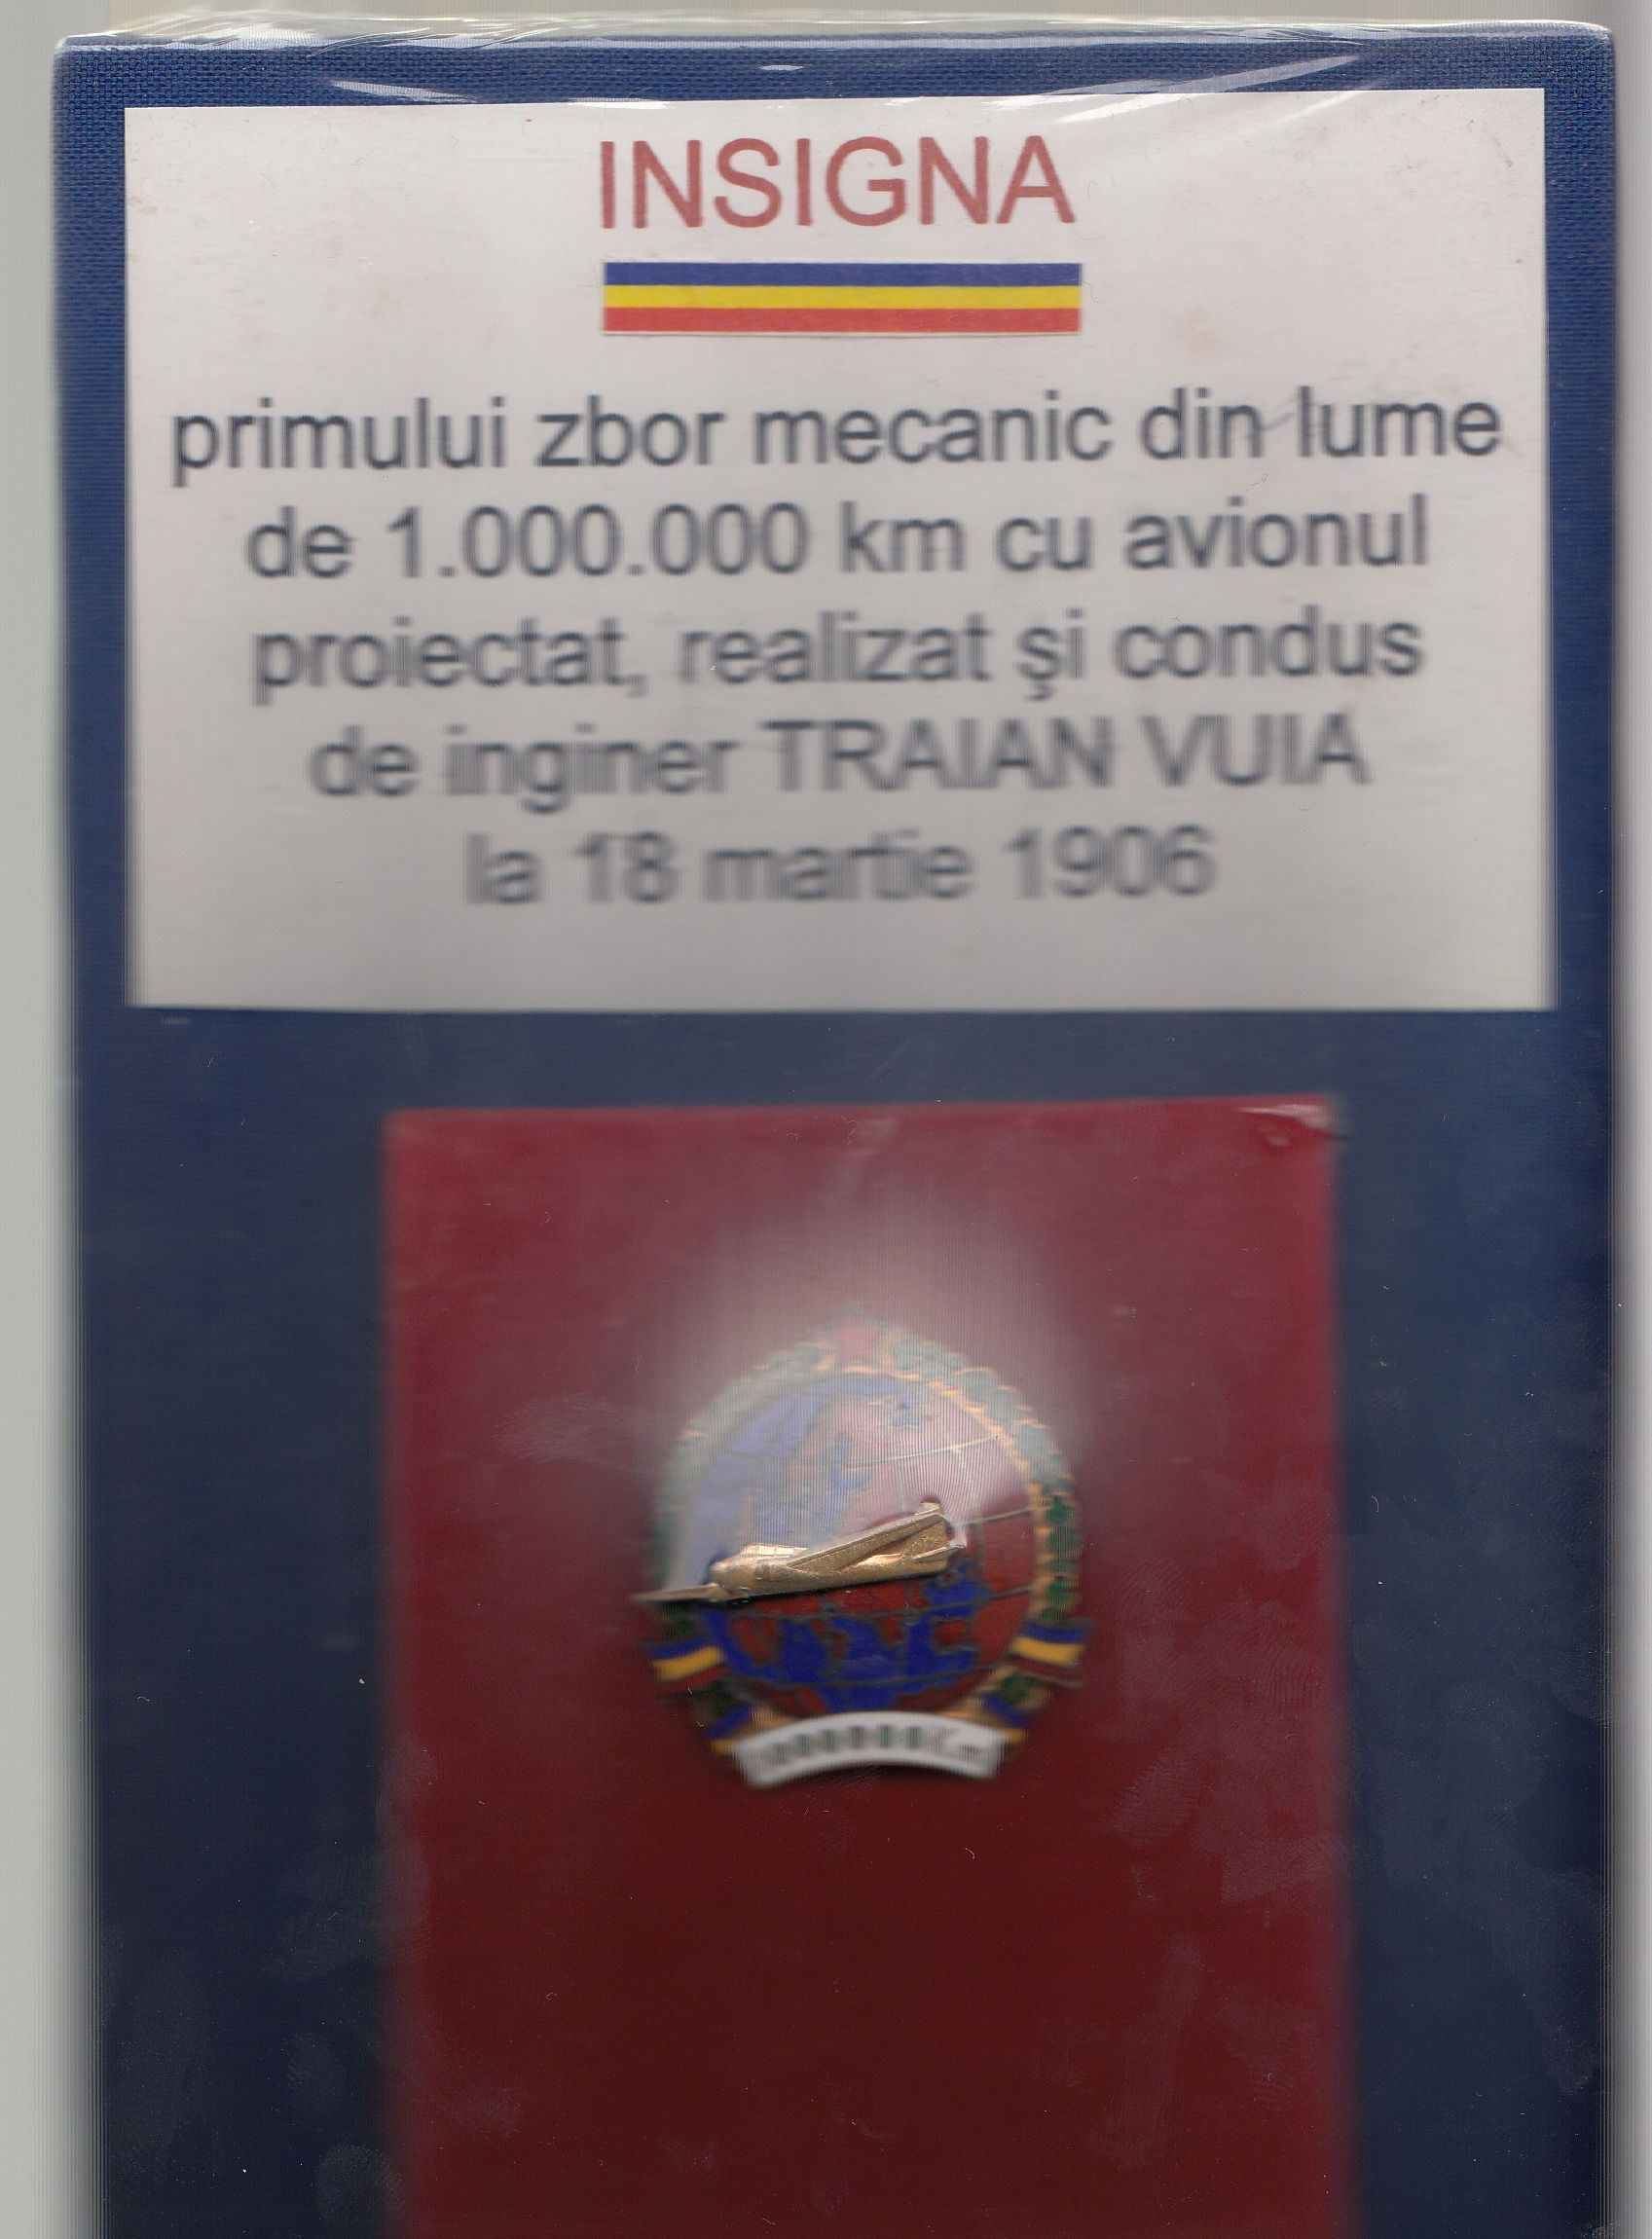 INSIGNA
primului zbor mecanic din lume
de 1.000.000 km cu avionul
proiectat, realizat şi condus
de inginer TRAIAN VUIA
la 18 martie 1906